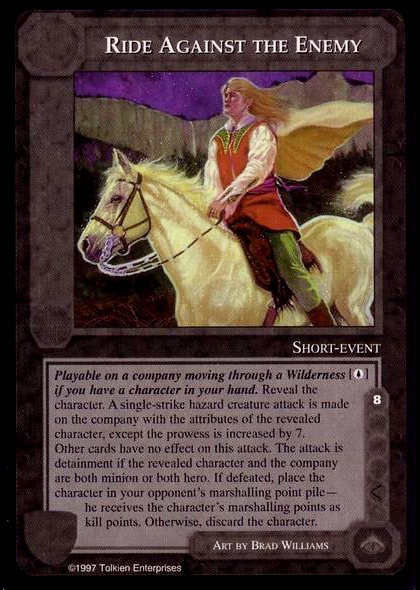 RIDE AGAINST THE ENEMY
SHORT-EVENT
Playable on a company moving through a Wilderness [ ]
if you have a character in your hand. Reveal the
character. A single-strike hazard creature attack is made
on the company with the attributes of the revealed
character, except the prowess is increased by 7.
Other cards have no effect on this attack. The attack is
detainment if the revealed character and the company
are both minion or both hero. If defeated, place the
character in your opponent's marshalling point pile—
he receives the character's marshalling points as
kill points. Otherwise, discard the character.
8
ART BY BRAD WILLIAMS
©1997 Tolkien Enterprises